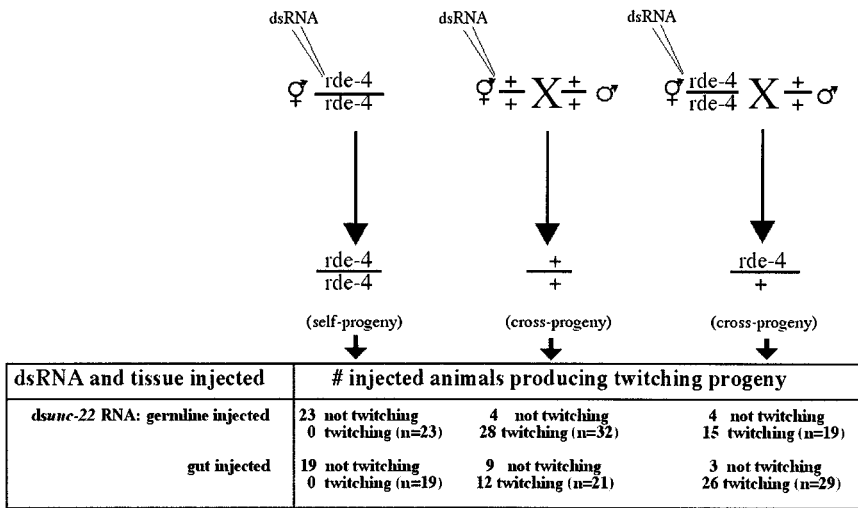 dsRNA dsRNA dsRNA
rde-4 + + rde-4 +
⚥ X ♂ ⚥ X ♂
rde-4 + + rde-4 +
rde-4 + rde-4
rde-4 + +
(self-progeny) (cross-progeny) (cross-progeny)
dsRNA and tissue injected # injected animals producing twitching progeny
dsunc-22 RNA: germline injected 23 not twitching 4 not twitching 4 not twitching
0 twitching (n=23) 28 twitching (n=32) 15 twitching (n=19)
gut injected 19 not twitching 9 not twitching 3 not twitching
0 twitching (n=19) 12 twitching (n=21) 26 twitching (n=29)